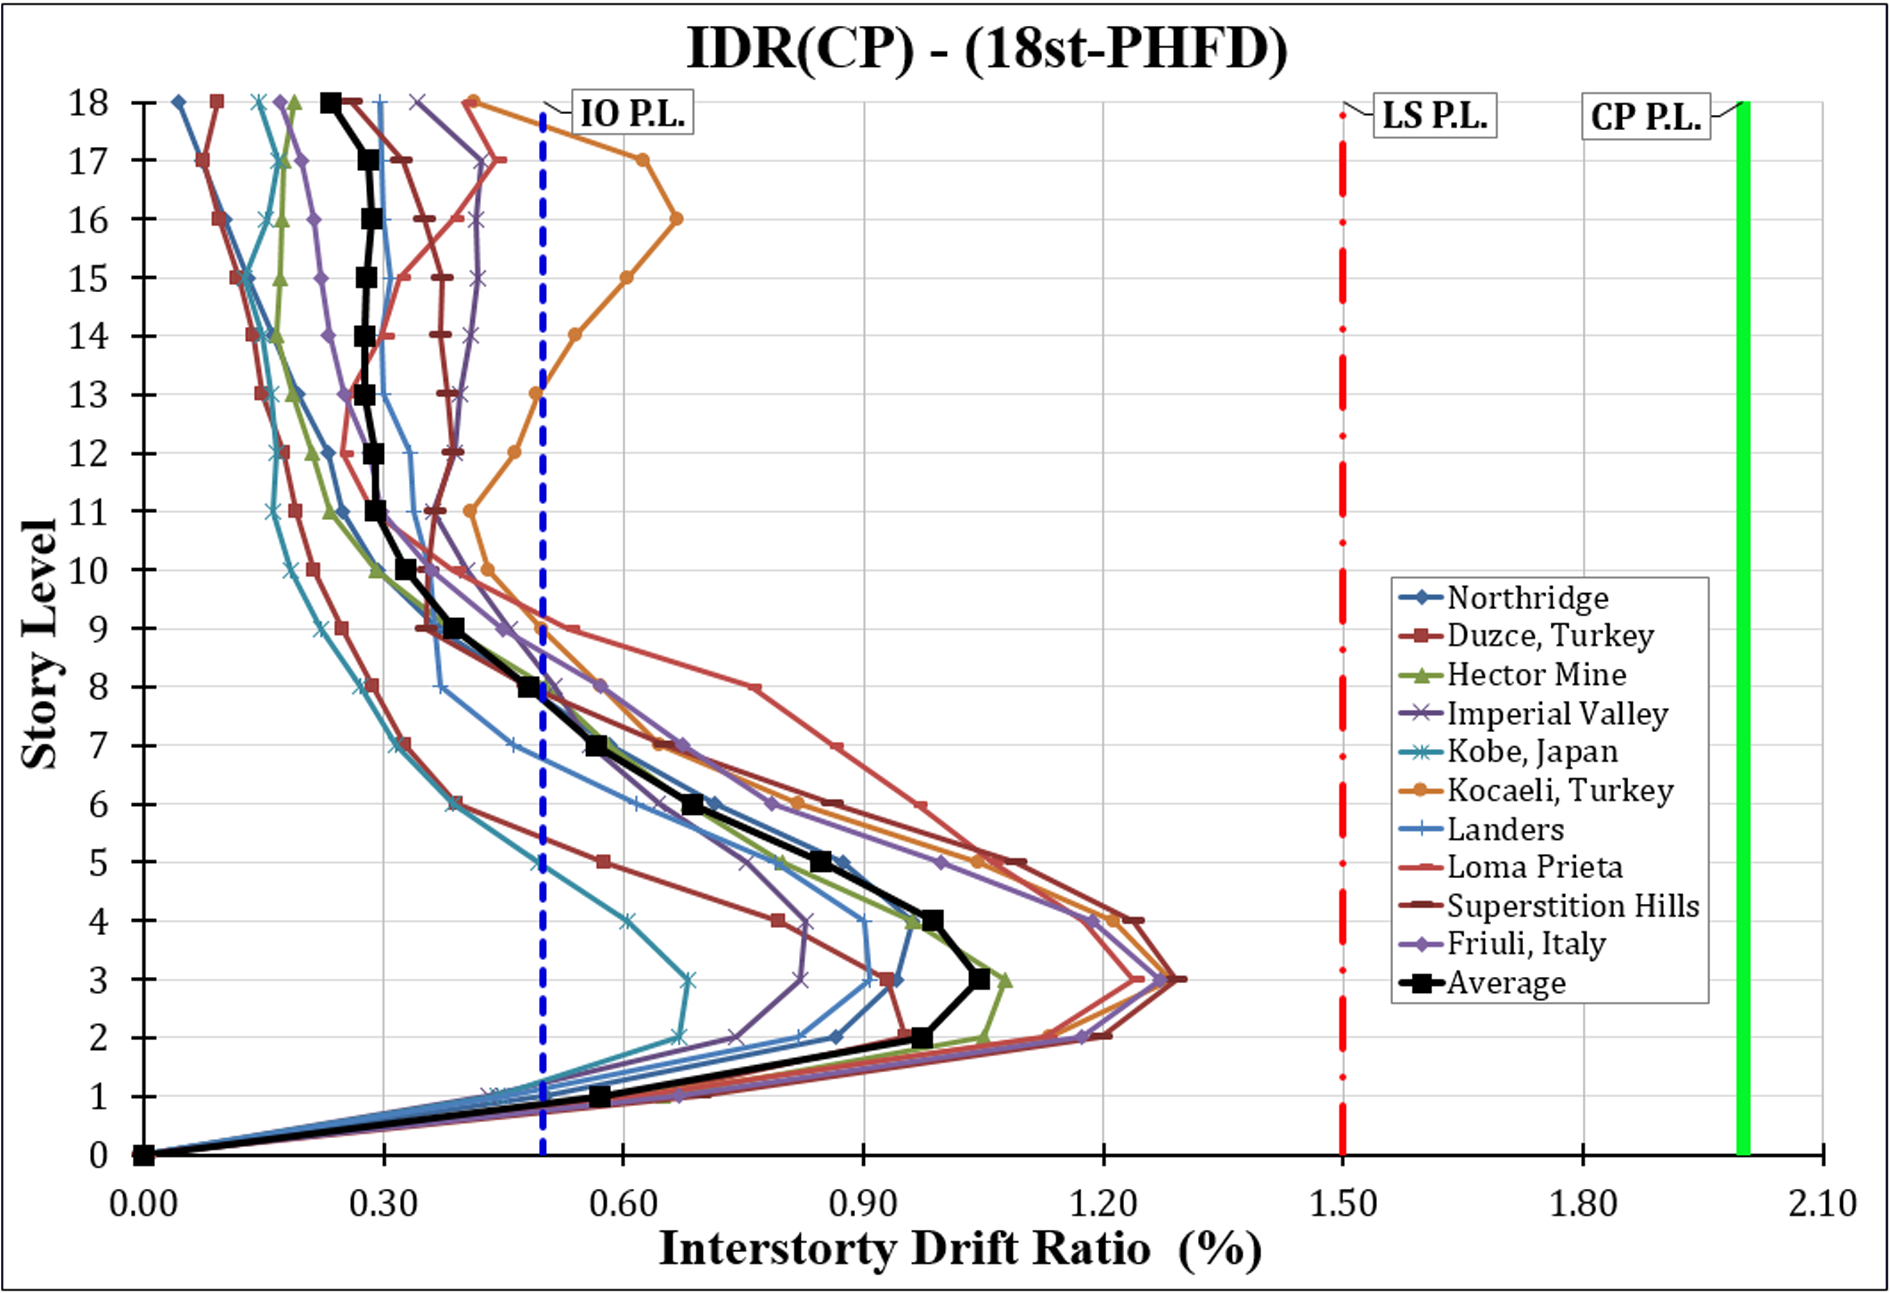 IDR(CP) - (18st-PHFD)
IO P.L.
LS P.L.
CP P.L.
18
17
16
15
14
13
12
11
10
9
8
7
6
5
4
3
2
1
0
Story Level
Northridge
Duzce, Turkey
Hector Mine
Imperial Valley
Kobe, Japan
Kocaeli, Turkey
Landers
Loma Prieta
Superstition Hills
Friuli, Italy
Average
0.00 0.30 0.60 0.90 1.20 1.50 1.80 2.10
Interstorty Drift Ratio (%)